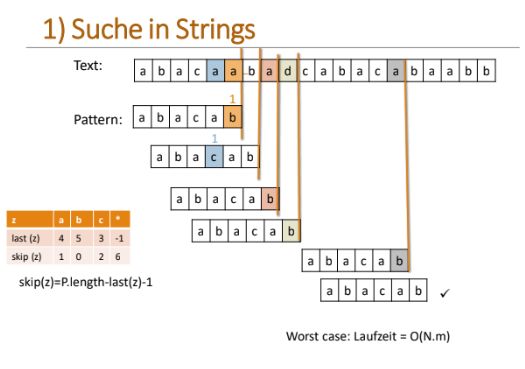 1) Suche in Strings
Text: a b a c a a b a d c a b a c a b a a b b
1
Pattern: a b a c a b
1
a b a c a b
a b a c a b
a b a c a b
z a b c *
last (z) 4 5 3 -1
skip (z) 1 0 2 6
skip(z)=P.length-last(z)-1
a b a c a b
a b a c a b ✓
Worst case: Laufzeit = O(N.m)